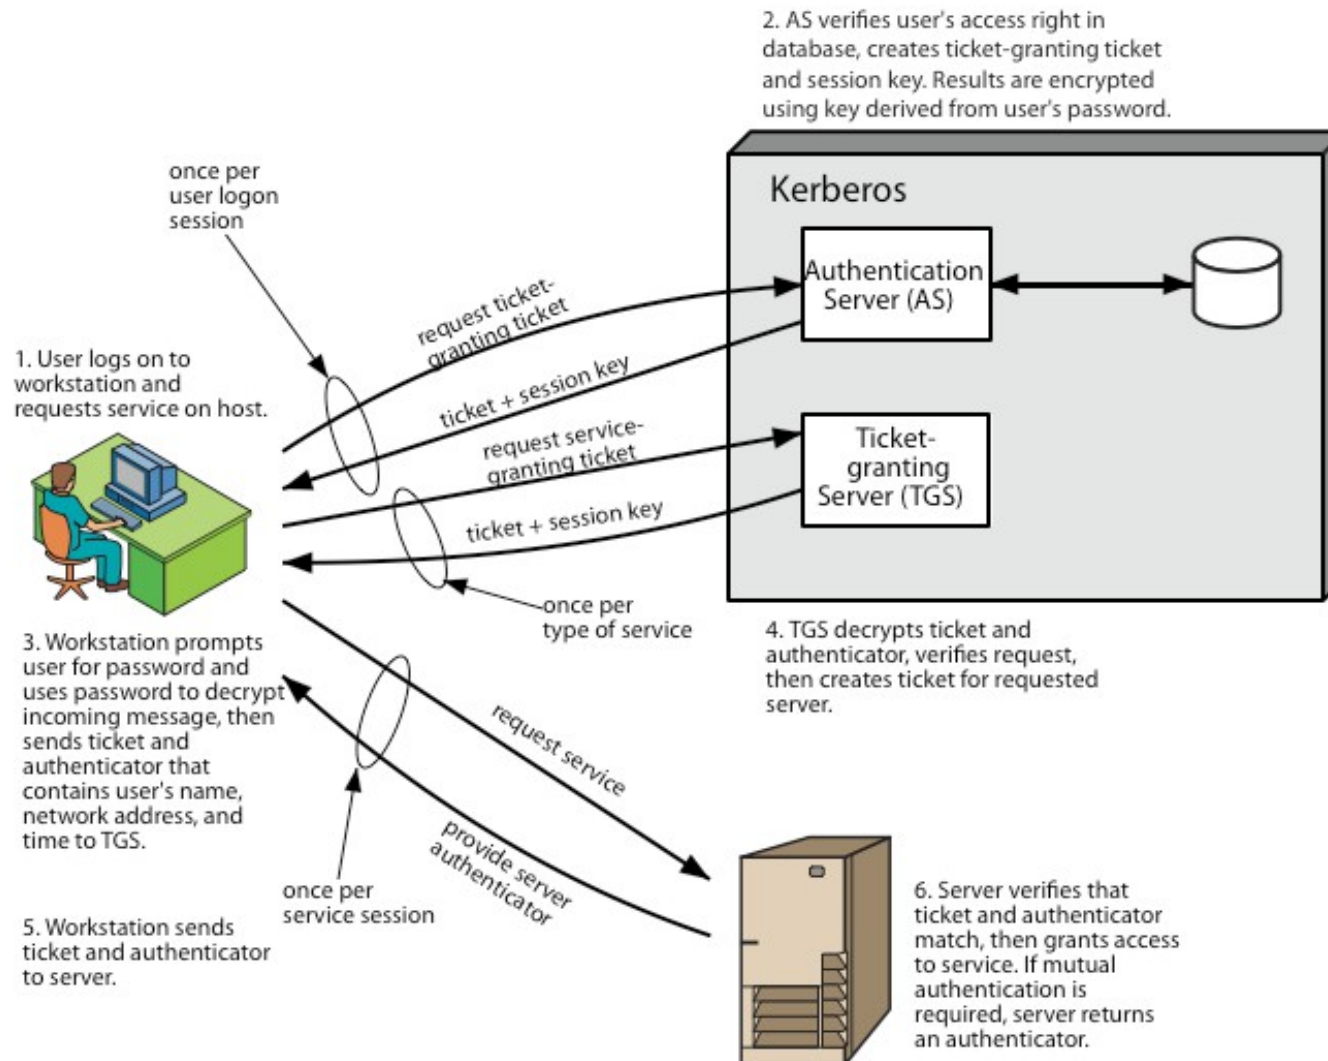 2. AS verifies user's access right in
database, creates ticket-granting ticket
and session key. Results are encrypted
using key derived from user's password.
once per
user logon
session
Kerberos
Authentication
Server (AS)
request ticket-
granting ticket
1. User logs on to
workstation and
requests service on host.
ticket + session key
request service-
granting ticket
Ticket-
granting
Server (TGS)
ticket + session key
once per
type of service
3. Workstation prompts
user for password and
uses password to decrypt
incoming message, then
sends ticket and
authenticator that
contains user's name,
network address, and
time to TGS.
4. TGS decrypts ticket and
authenticator, verifies request,
then creates ticket for requested
server.
request service
provide server
authenticator
once per
service session
5. Workstation sends
ticket and authenticator
to server.
6. Server verifies that
ticket and authenticator
match, then grants access
to service. If mutual
authentication is
required, server returns
an authenticator.